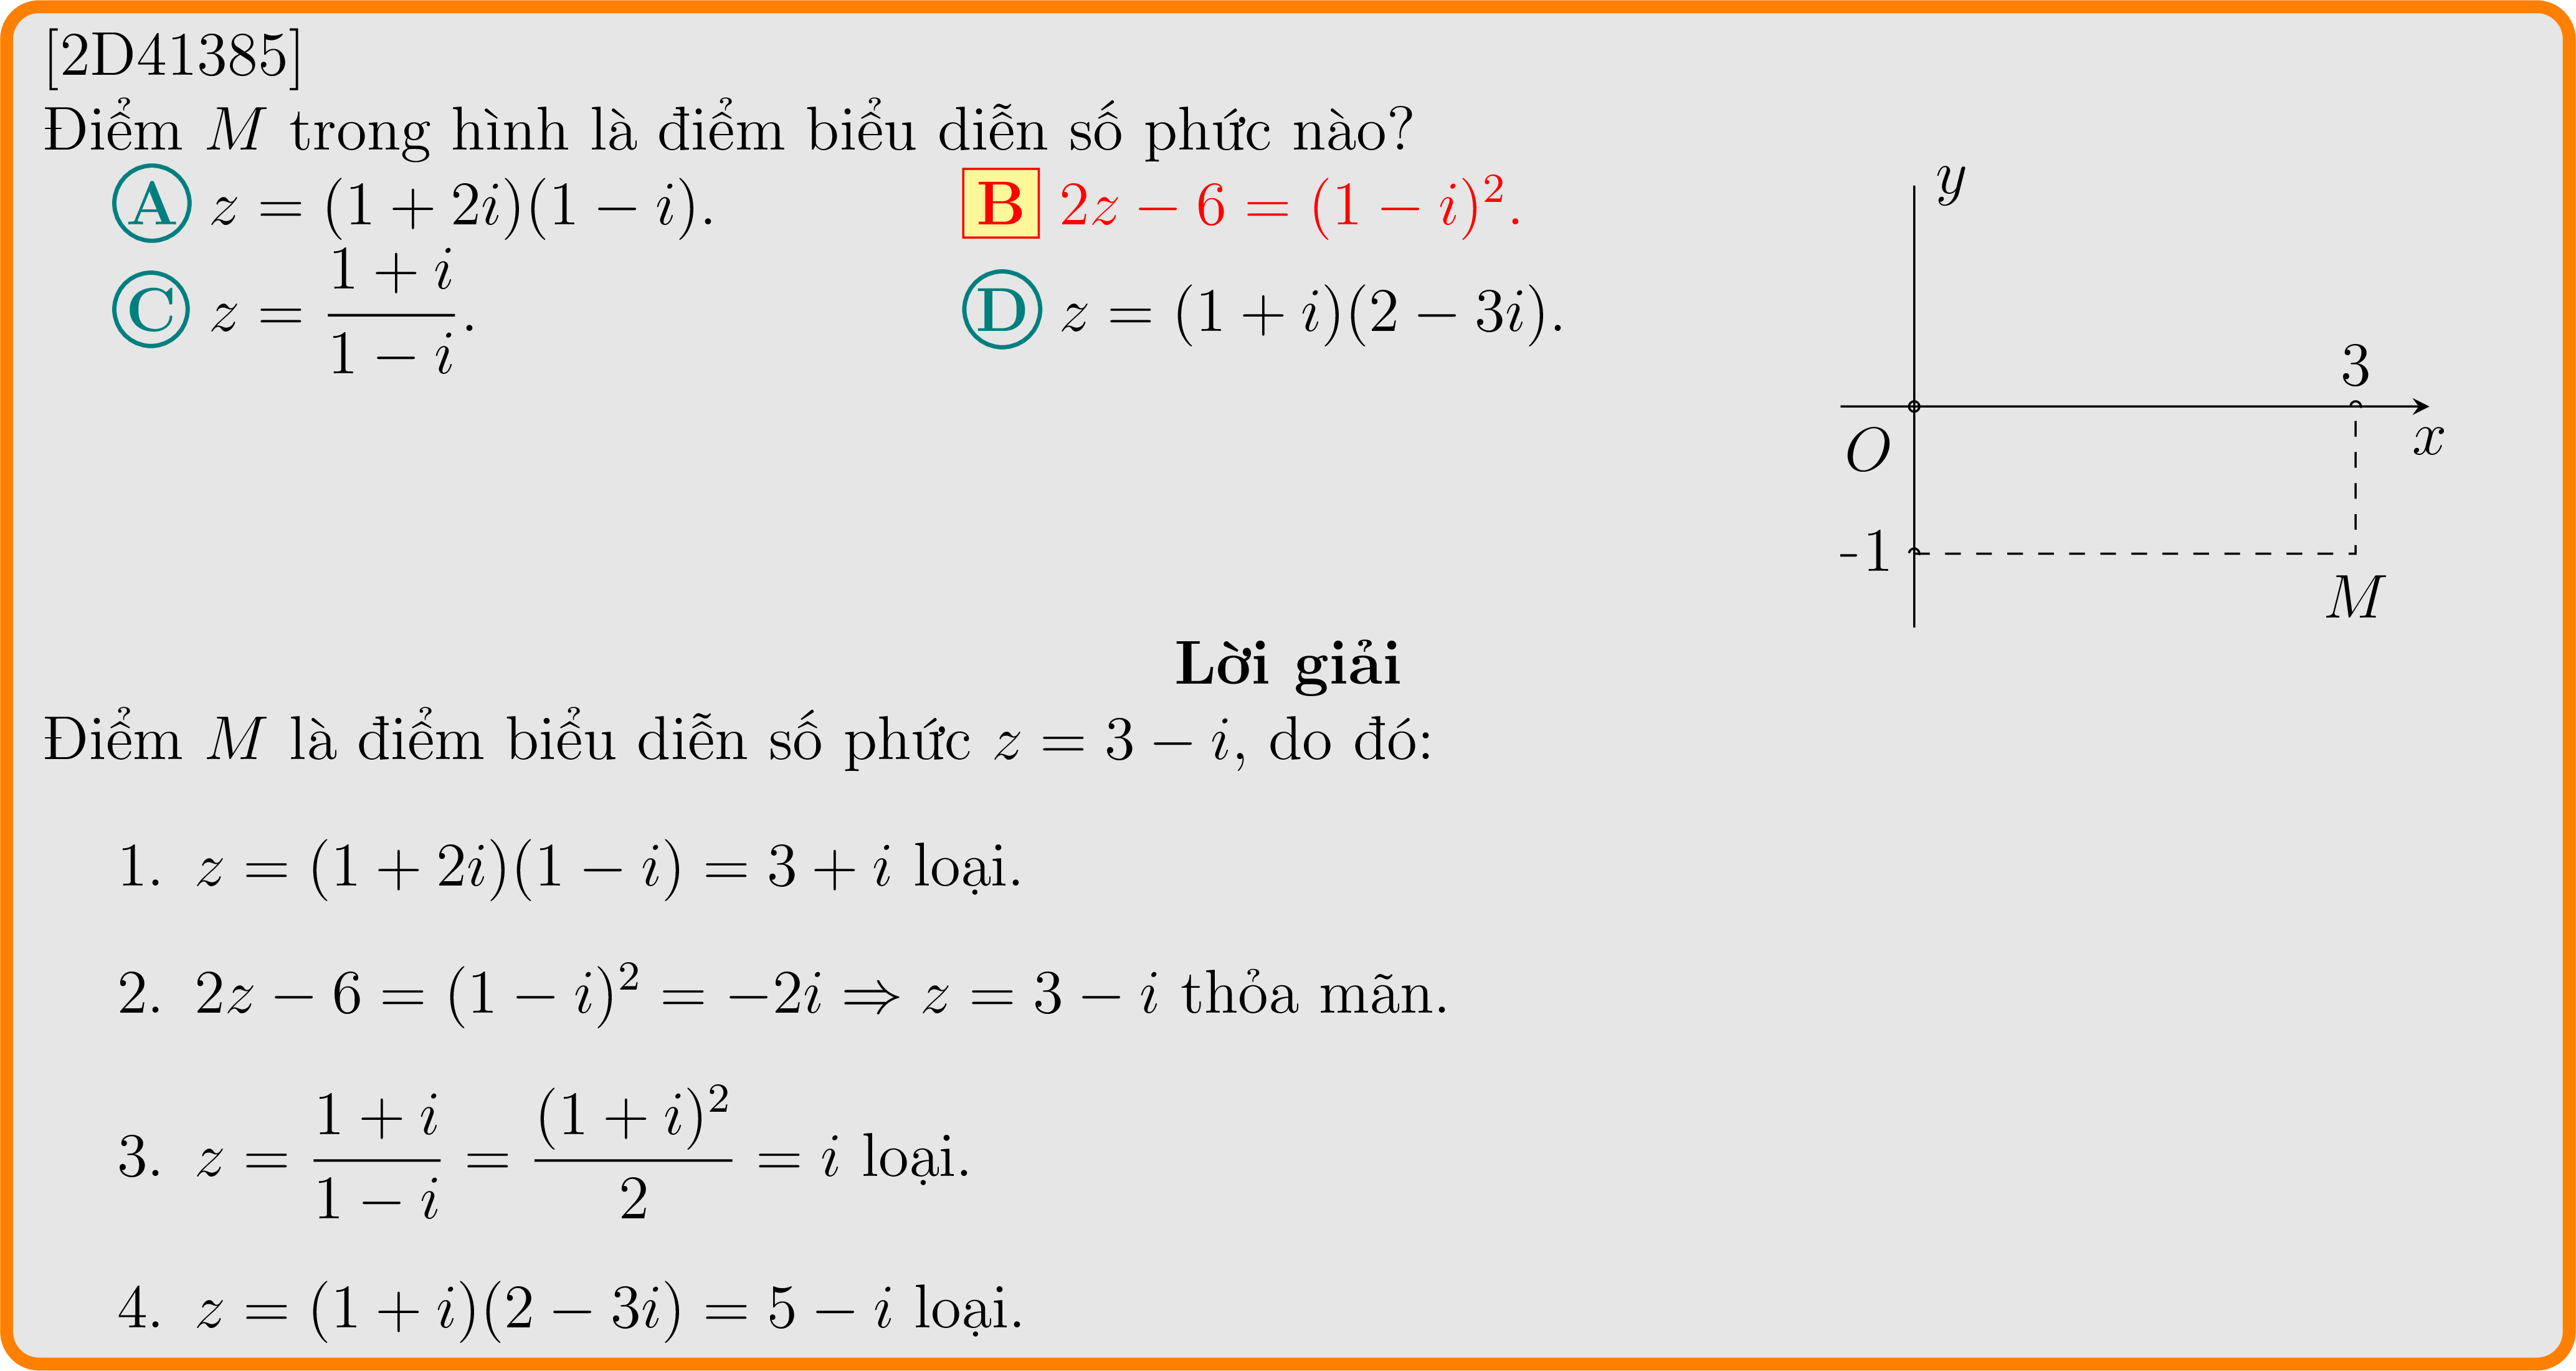 [2D41385]
Điểm M trong hình là điểm biểu diễn số phức nào?
A z = (1 + 2i)(1 − i).
B 2z − 6 = (1 − i)².
C z = \frac{1 + i}{1 − i}.
D z = (1 + i)(2 − 3i).
y
3
O
x
-1
M
Lời giải
Điểm M là điểm biểu diễn số phức z = 3 − i, do đó:
1. z = (1 + 2i)(1 − i) = 3 + i loại.
2. 2z − 6 = (1 − i)² = −2i ⇒ z = 3 − i thỏa mãn.
3. z = \frac{1 + i}{1 − i} = \frac{(1 + i)²}{2} = i loại.
4. z = (1 + i)(2 − 3i) = 5 − i loại.